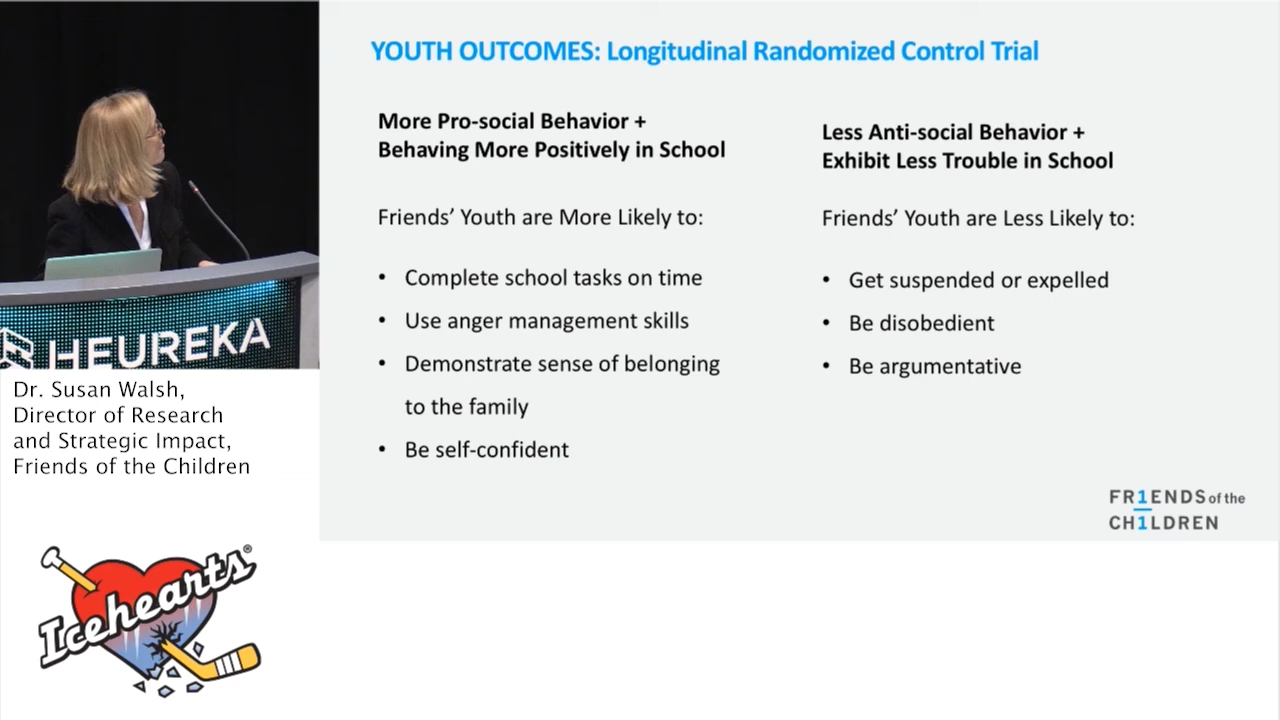 YOUTH OUTCOMES: Longitudinal Randomized Control Trial
More Pro-social Behavior +
Behaving More Positively in School
Friends’ Youth are More Likely to:
• Complete school tasks on time
• Use anger management skills
• Demonstrate sense of belonging
to the family
• Be self-confident
Less Anti-social Behavior +
Exhibit Less Trouble in School
Friends’ Youth are Less Likely to:
• Get suspended or expelled
• Be disobedient
• Be argumentative
FR1ENDS of the
CH1LDREN
HEUREKA
Dr. Susan Walsh,
Director of Research
and Strategic Impact,
Friends of the Children
Icehearts®